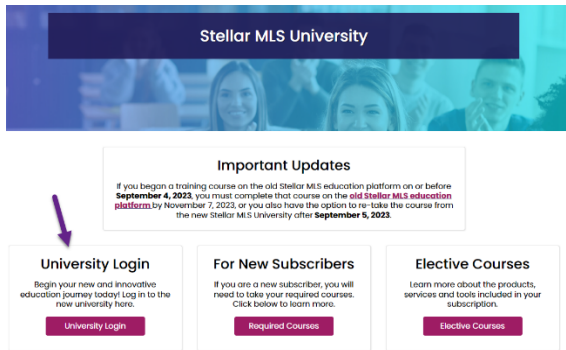 Stellar MLS University
Important Updates
If you began a training course on the old Stellar MLS education platform on or before
September 4, 2023, you must complete that course on the old Stellar MLS education
platform by November 7, 2023, or you also have the option to re-take the course from
the new Stellar MLS University after September 5, 2023.
University Login
Begin your new and innovative
education journey today! Log in to the
new university here.
University Login
For New Subscribers
If you are a new subscriber, you will
need to take your required courses.
Click below to learn more.
Required Courses
Elective Courses
Learn more about the products,
services and tools included in your
subscription.
Elective Courses